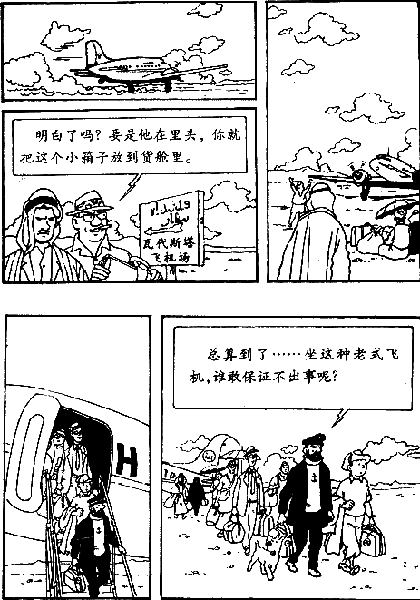 明白了吗？要是他在里头，你就
把这个小箱子放到货舱里。
瓦代斯塔
飞机场
H
总算到了……坐这种老式飞
机，谁敢保证不出事呢？